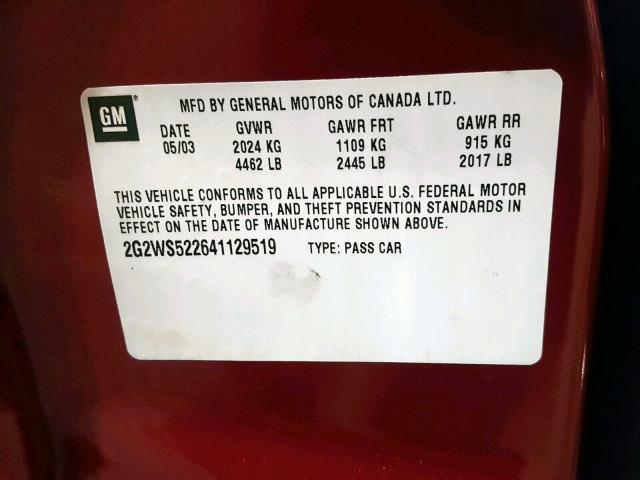 GM
MFD BY GENERAL MOTORS OF CANADA LTD.
DATE GVWR GAWR FRT GAWR RR
05/03 2024 KG 1109 KG 915 KG
4462 LB 2445 LB 2017 LB
THIS VEHICLE CONFORMS TO ALL APPLICABLE U.S. FEDERAL MOTOR
VEHICLE SAFETY, BUMPER, AND THEFT PREVENTION STANDARDS IN
EFFECT ON THE DATE OF MANUFACTURE SHOWN ABOVE.
2G2WS522641129519 TYPE: PASS CAR